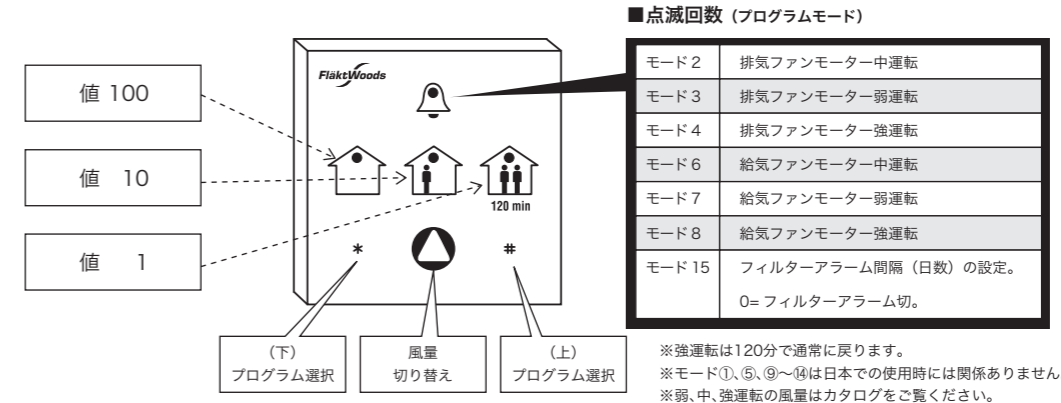 ■点滅回数（プログラムモード）
値 100
値 10
値 1
FläktWoods
120 min
*
#
（下）
プログラム選択
風量
切り替え
（上）
プログラム選択
モード2 排気ファンモーター中運転
モード3 排気ファンモーター弱運転
モード4 排気ファンモーター強運転
モード6 給気ファンモーター中運転
モード7 給気ファンモーター弱運転
モード8 給気ファンモーター強運転
モード15 フィルターアラーム間隔（日数）の設定。
0=フィルターアラーム切。
※強運転は120分で通常に戻ります。
※モード①、⑤、⑨〜⑭は日本での使用時には関係ありません
※弱、中、強運転の風量はカタログをご覧ください。